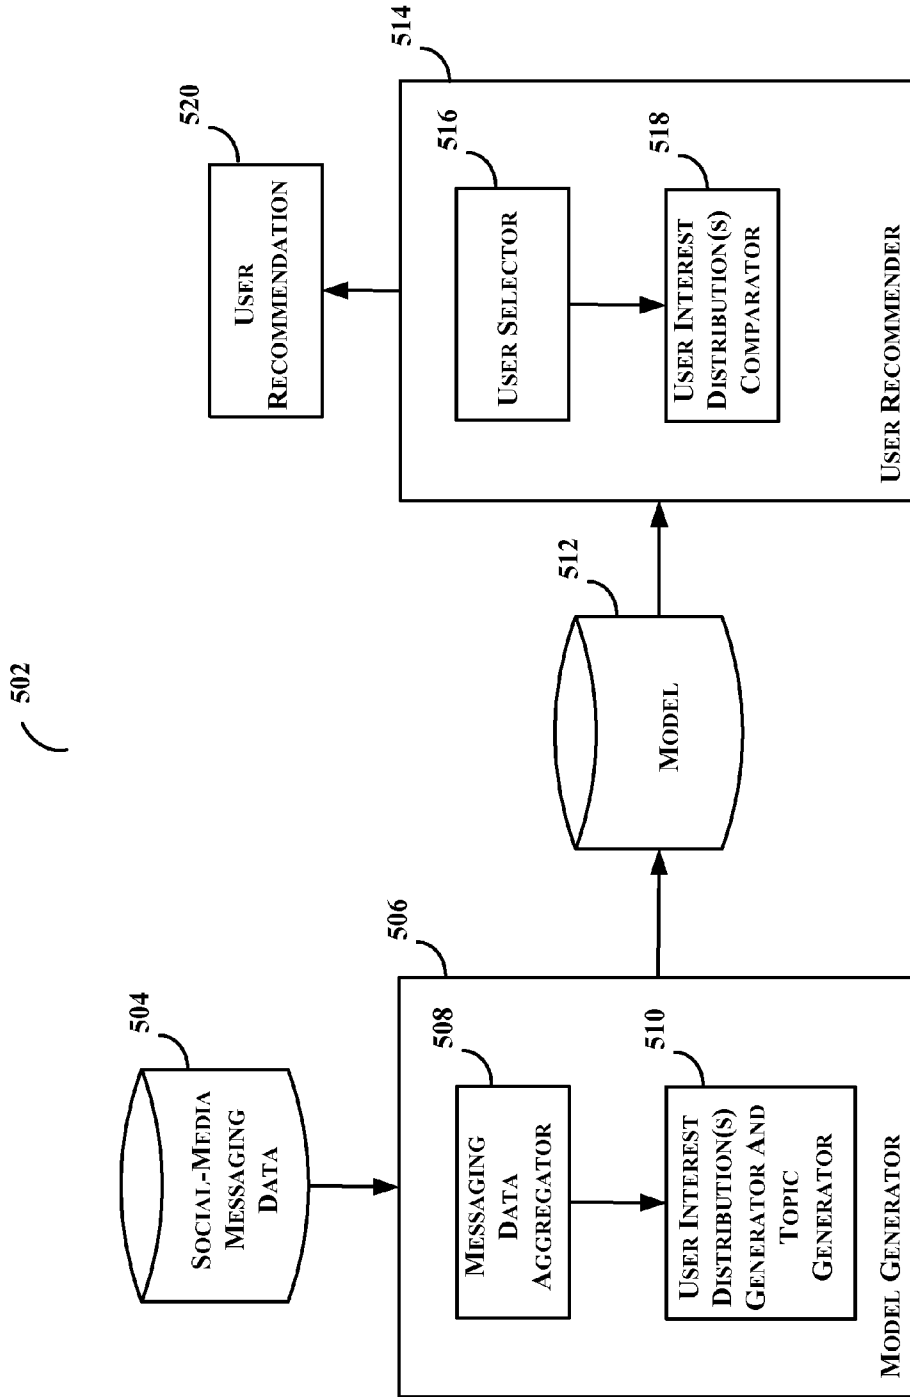 502
504
SOCIAL-MEDIA
MESSAGING
DATA
506
508
MESSAGING
DATA
AGGREGATOR
510
USER INTEREST
DISTRIBUTION(S)
GENERATOR AND
TOPIC
GENERATOR
MODEL GENERATOR
512
MODEL
514
516
USER SELECTOR
518
USER INTEREST
DISTRIBUTION(S)
COMPARATOR
USER RECOMMENDER
520
USER
RECOMMENDATION